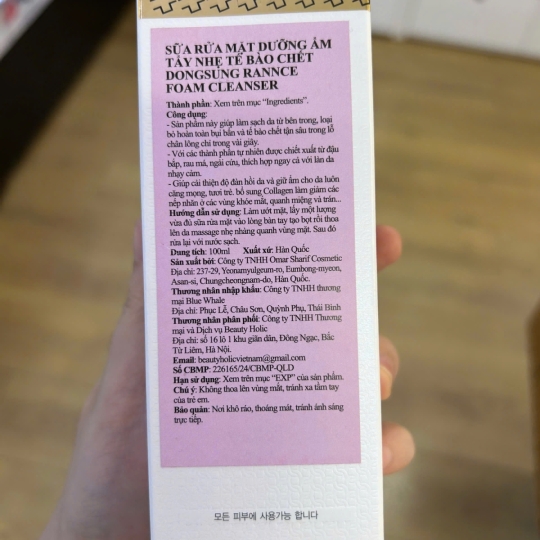 SỮA RỬA MẶT DƯỠNG ẨM
TẨY NHẸ TẾ BÀO CHẾT
DONGSUNG RANNCE
FOAM CLEANSER
Thành phần: Xem trên mục "Ingredients".
Công dụng:
- Sản phẩm này giúp làm sạch da từ bên trong, loại
bỏ hoàn toàn bụi bẩn và tế bào chết tận sâu trong lỗ
chân lông chỉ trong vài giây.
- Với các thành phần tự nhiên được chiết xuất từ đậu
bắp, rau má, ngải cứu, thích hợp ngay cả với làn da
nhạy cảm.
- Giúp cải thiện độ đàn hồi da và giữ ẩm cho da luôn
căng mọng, tươi trẻ. bổ sung Collagen làm giảm các
nếp nhăn ở các vùng khóe mắt, quanh miệng và trán...
Hướng dẫn sử dụng: Làm ướt mặt, lấy một lượng
vừa đủ sữa rửa mặt vào lòng bàn tay tạo bọt rồi thoa
lên da massage nhẹ nhàng quanh vùng mặt. Sau đó
rửa lại với nước sạch.
Dung tích: 100ml Xuất xứ: Hàn Quốc
Sản xuất bởi: Công ty TNHH Omar Sharif Cosmetic
Địa chỉ: 237-29, Yeonamyulgeum-ro, Eumbong-myeon,
Asan-si, Chungcheongnam-do, Hàn Quốc.
Thương nhân nhập khẩu: Công ty TNHH thương
mại Blue Whale
Địa chỉ: Phục Lễ, Châu Sơn, Quỳnh Phụ, Thái Bình
Thương nhân phân phối: Công ty TNHH Thương
mại và Dịch vụ Beauty Holic
Địa chỉ: số 16 lô 1 khu giãn dân, Đông Ngạc, Bắc
Từ Liêm, Hà Nội.
Email: beautyholicvietnam@gmail.com
Số CBMP: 226165/24/CBMP-QLD
Hạn sử dụng: Xem trên mục "EXP" của sản phẩm.
Chú ý: Không thoa lên vùng mắt, tránh xa tầm tay
của trẻ em.
Bảo quản: Nơi khô ráo, thoáng mát, tránh ánh sáng
trực tiếp.
모든 피부에 사용가능 합니다